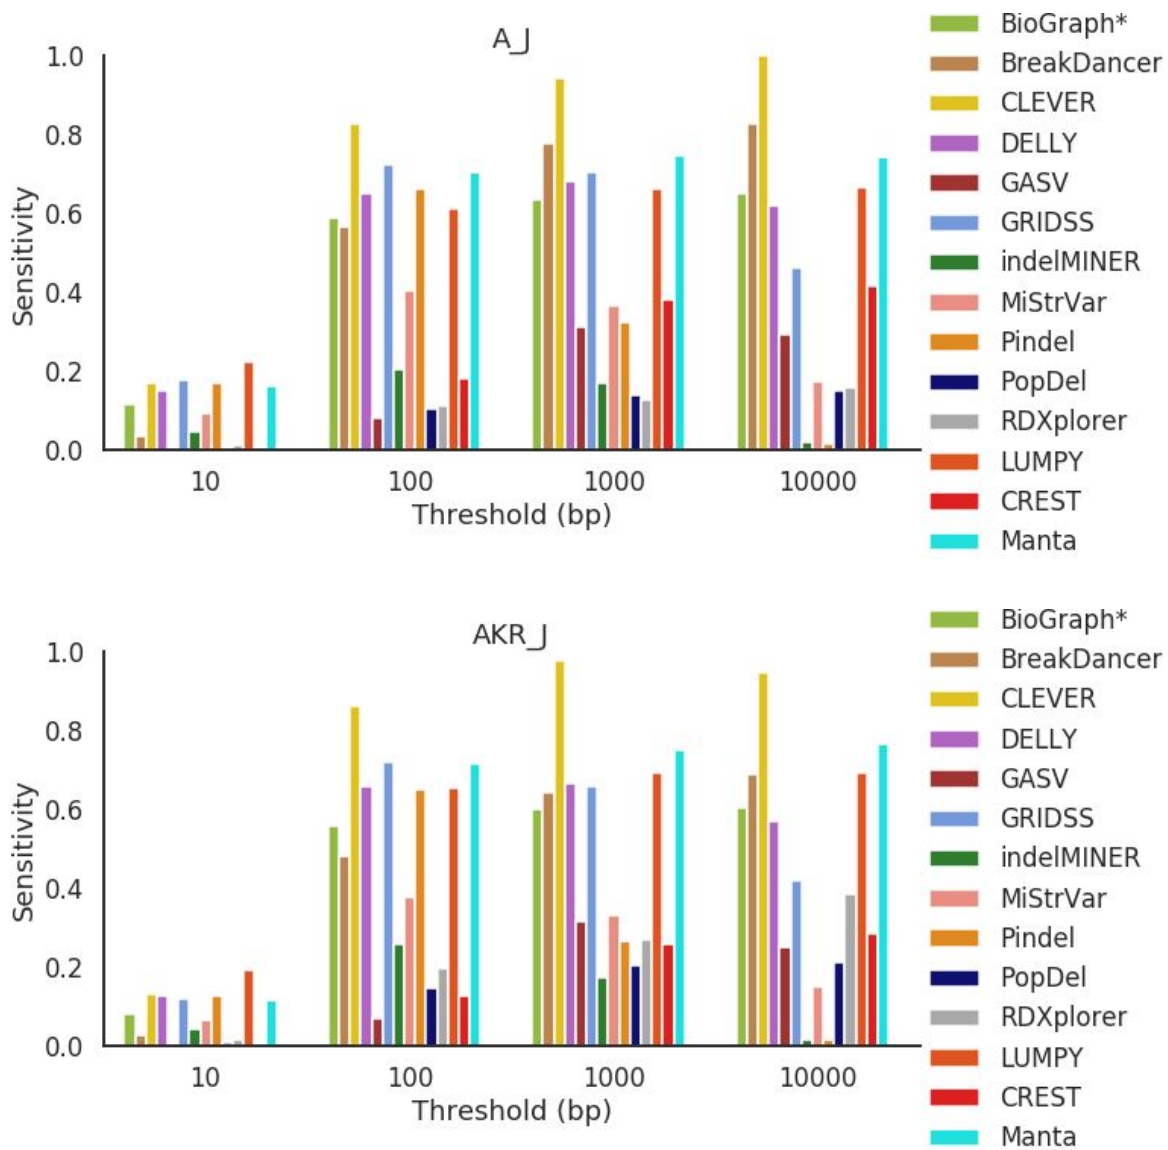 A_J
1.0
0.8
0.6
0.4
0.2
0.0
Sensitivity
10 100 1000 10000
Threshold (bp)
BioGraph*
BreakDancer
CLEVER
DELLY
GASV
GRIDSS
indelMINER
MiStrVar
Pindel
PopDel
RDXplorer
LUMPY
CREST
Manta
AKR_J
1.0
0.8
0.6
0.4
0.2
0.0
Sensitivity
10 100 1000 10000
Threshold (bp)
BioGraph*
BreakDancer
CLEVER
DELLY
GASV
GRIDSS
indelMINER
MiStrVar
Pindel
PopDel
RDXplorer
LUMPY
CREST
Manta